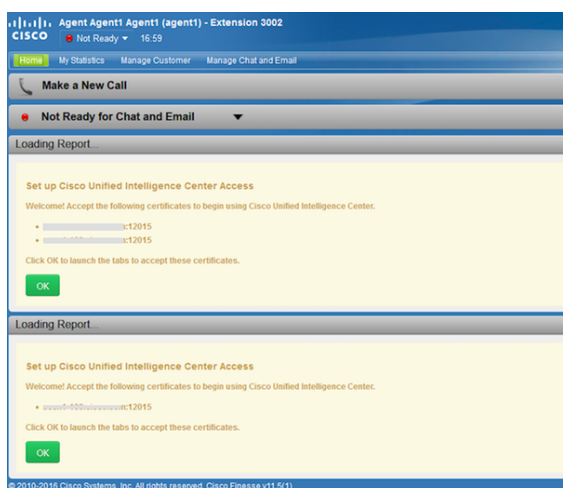 Agent Agent1 Agent1 (agent1) - Extension 3002
CISCO
Not Ready 16:59
Home My Statistics Manage Customer Manage Chat and Email
Make a New Call
Not Ready for Chat and Email
Loading Report...
Set up Cisco Unified Intelligence Center Access
Welcome! Accept the following certificates to begin using Cisco Unified Intelligence Center.
:12015
:12015
Click OK to launch the tabs to accept these certificates.
OK
Loading Report...
Set up Cisco Unified Intelligence Center Access
Welcome! Accept the following certificates to begin using Cisco Unified Intelligence Center.
:12015
Click OK to launch the tabs to accept these certificates.
OK
© 2010-2016 Cisco Systems, Inc. All rights reserved. Cisco Finesse v11.5(1)